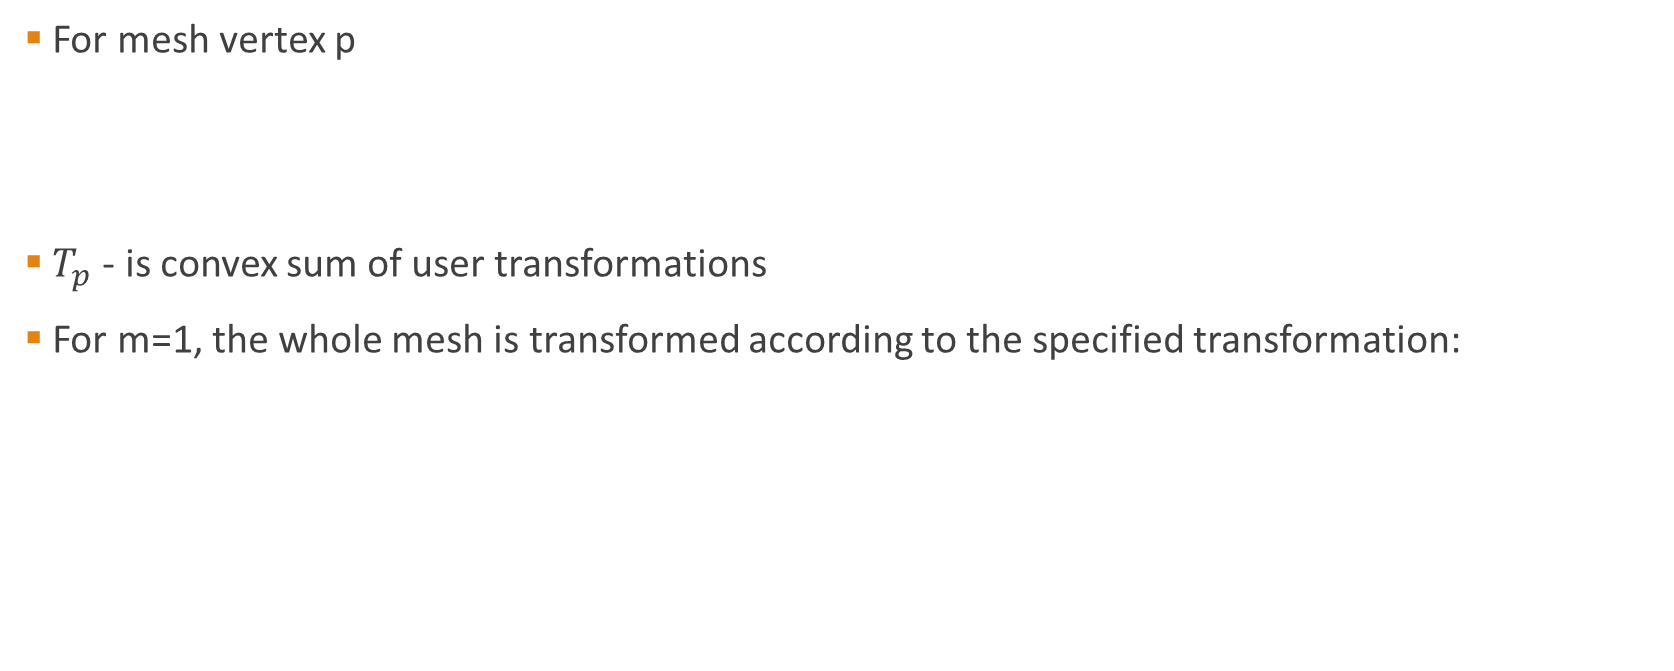 ▪ For mesh vertex p
▪ 𝑇𝑝 - is convex sum of user transformations
▪ For m=1, the whole mesh is transformed according to the specified transformation: